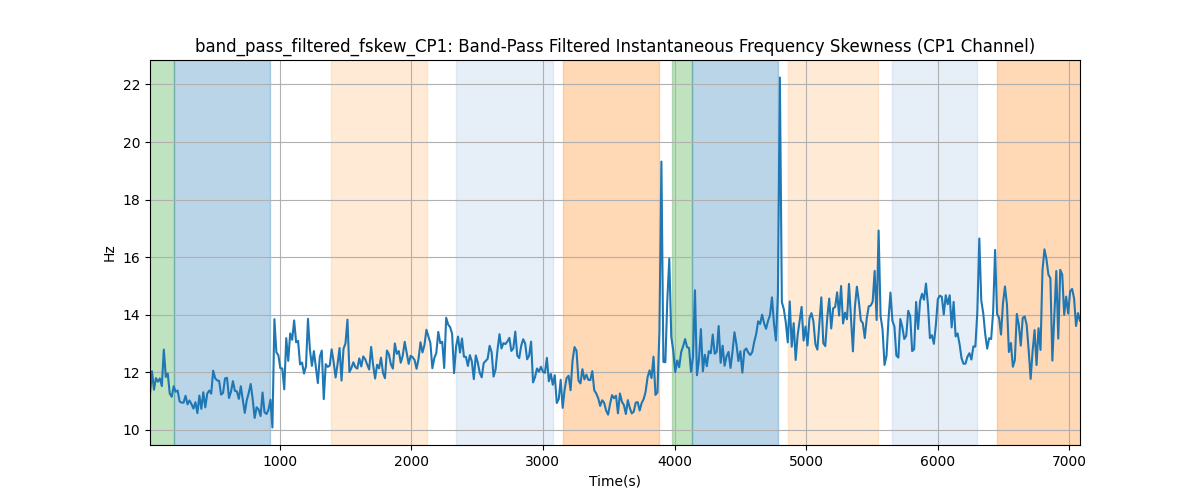 band_pass_filtered_fskew_CP1: Band-Pass Filtered Instantaneous Frequency Skewness (CP1 Channel)
22
20
18
16
14
12
10
Hz
1000 2000 3000 4000 5000 6000 7000
Time(s)